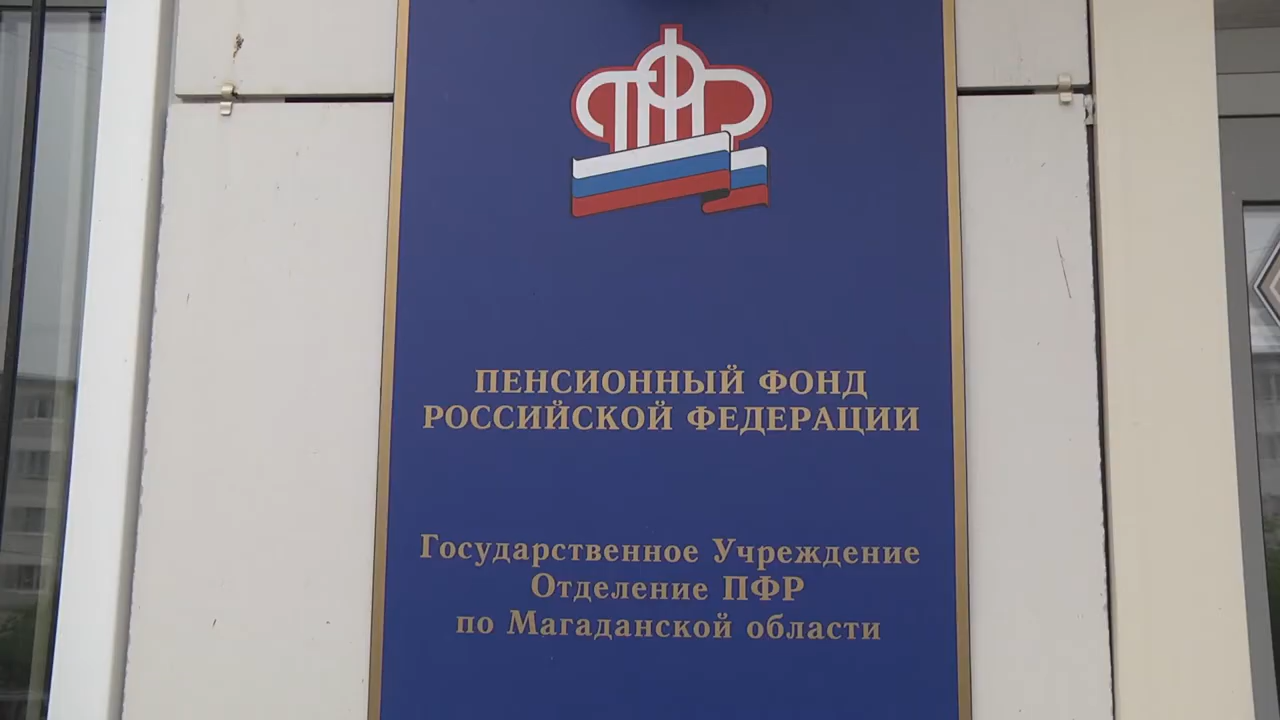 ПФР
ПЕНСИОННЫЙ ФОНД
РОССИЙСКОЙ ФЕДЕРАЦИИ
Государственное Учреждение
Отделение ПФР
по Магаданской области